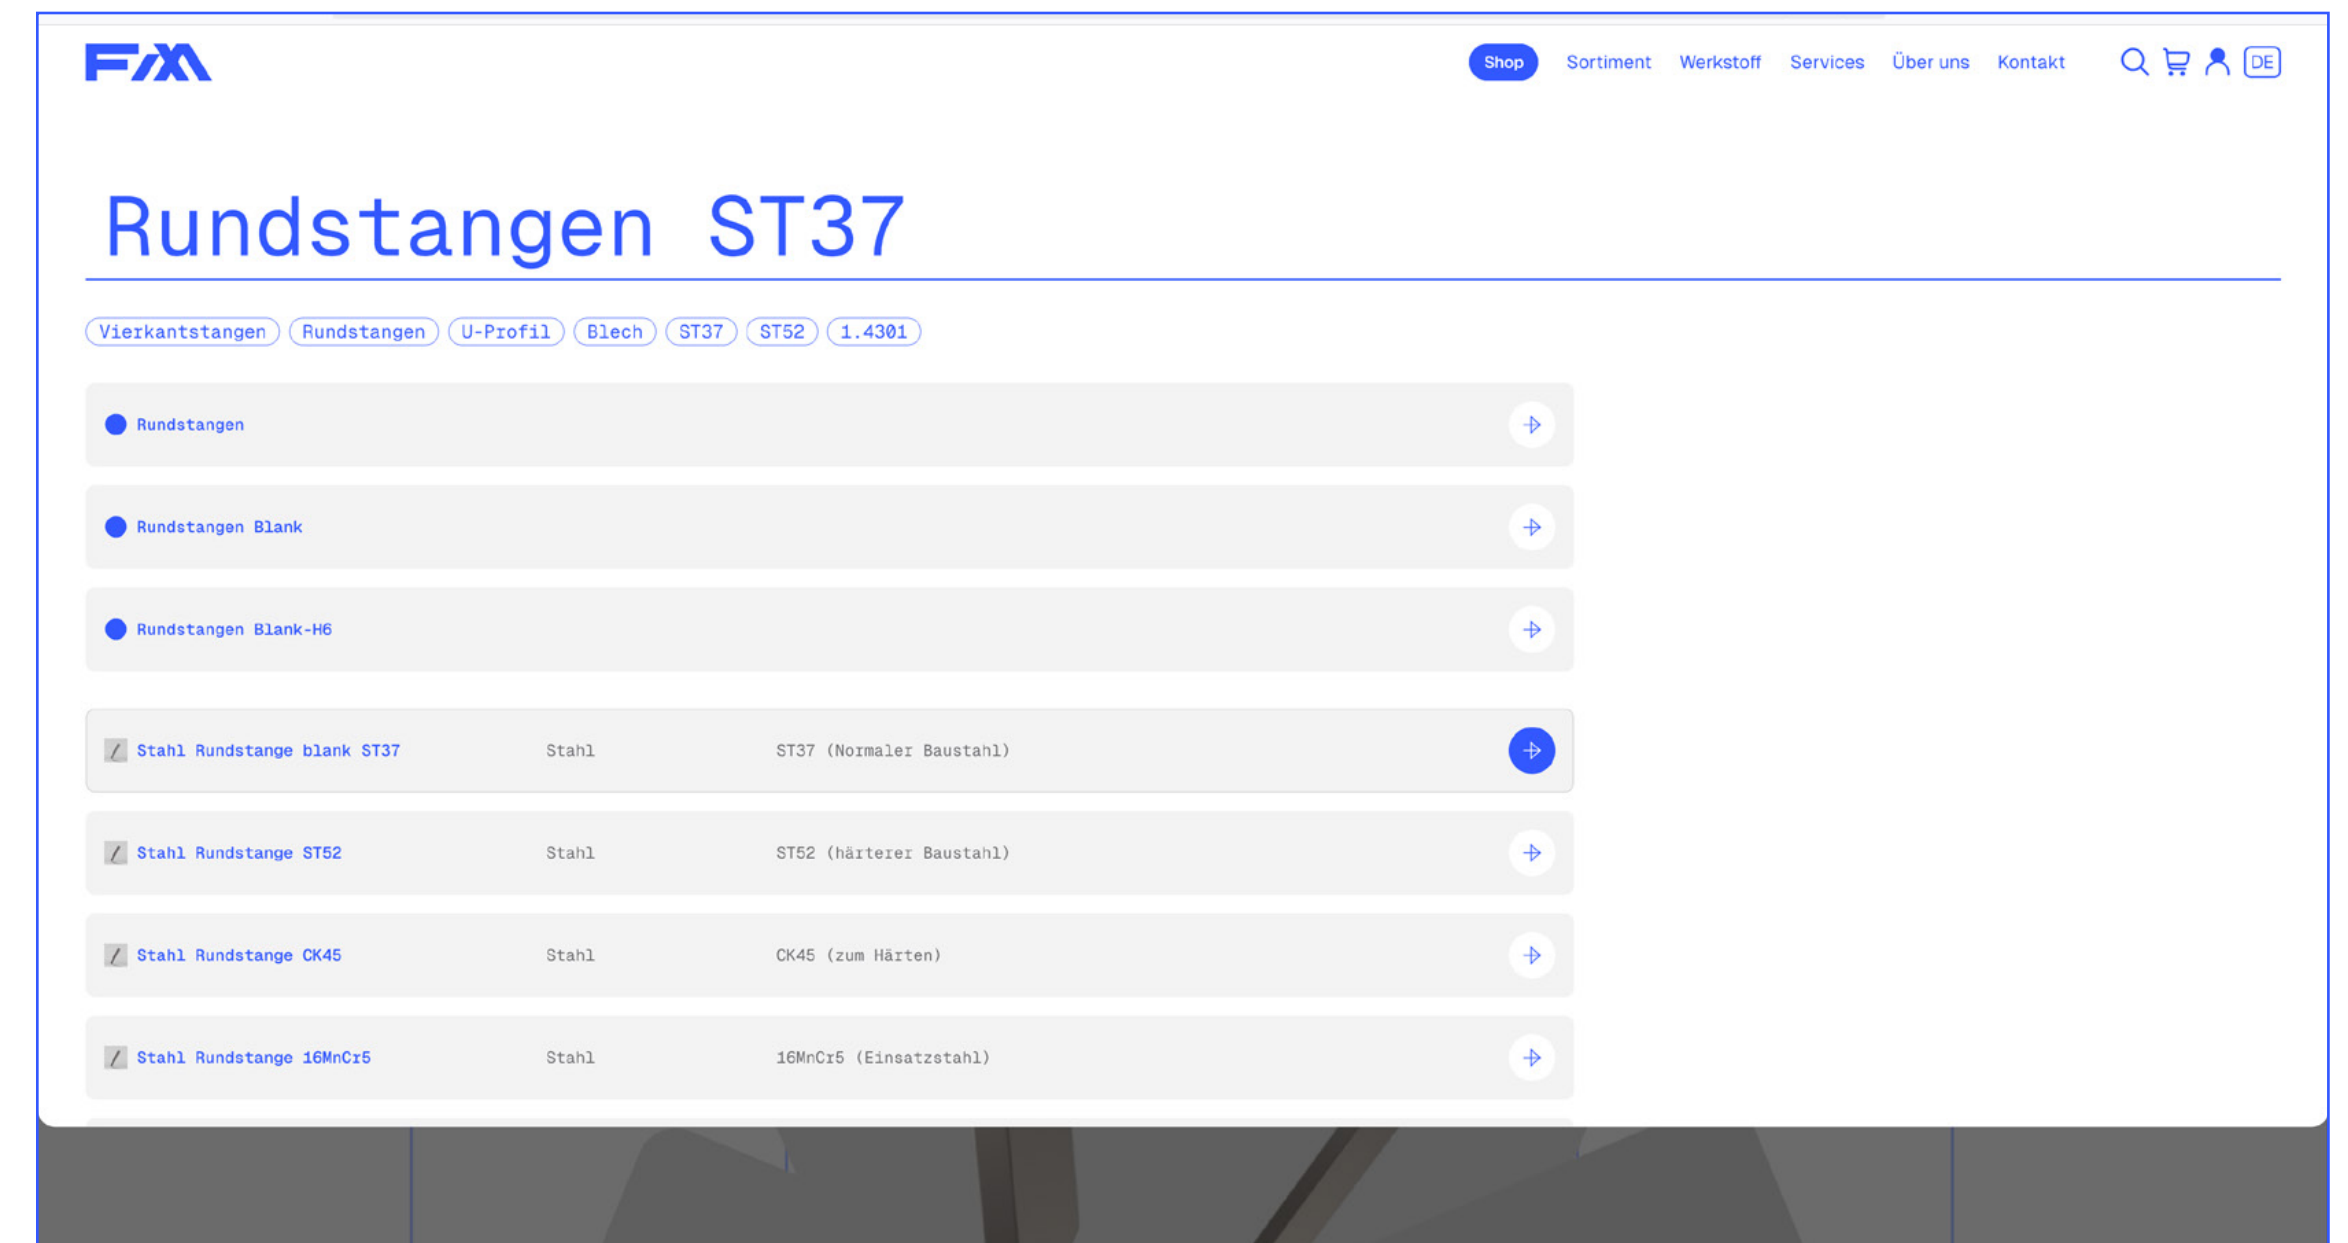 FMA
Shop Sortiment Werkstoff Services Über uns Kontakt DE
Rundstangen ST37
Vierkantstangen Rundstangen U-Profil Blech ST37 ST52 1.4301
Rundstangen
Rundstangen Blank
Rundstangen Blank-H6
Stahl Rundstange blank ST37 Stahl ST37 (Normaler Baustahl)
Stahl Rundstange ST52 Stahl ST52 (härterer Baustahl)
Stahl Rundstange CK45 Stahl CK45 (zum Härten)
Stahl Rundstange 16MnCr5 Stahl 16MnCr5 (Einsatzstahl)